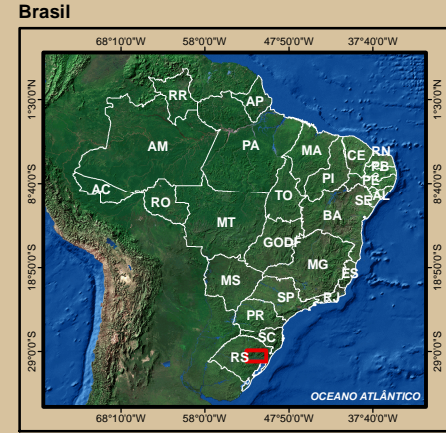 Brasil
68°10'0"W 58°0'0"W 47°50'0"W 37°40'0"W
1°30'0"N 1°30'0"N
RR AP
AM PA MA CE RN
PB
PI PE
AC RO TO SE AL
8°40'0"S 8°40'0"S
MT BA
GO DF
MG ES
18°50'0"S 18°50'0"S
MS SP RJ
PR
SC
29°0'0"S 29°0'0"S
RS
OCEANO ATLÂNTICO
68°10'0"W 58°0'0"W 47°50'0"W 37°40'0"W